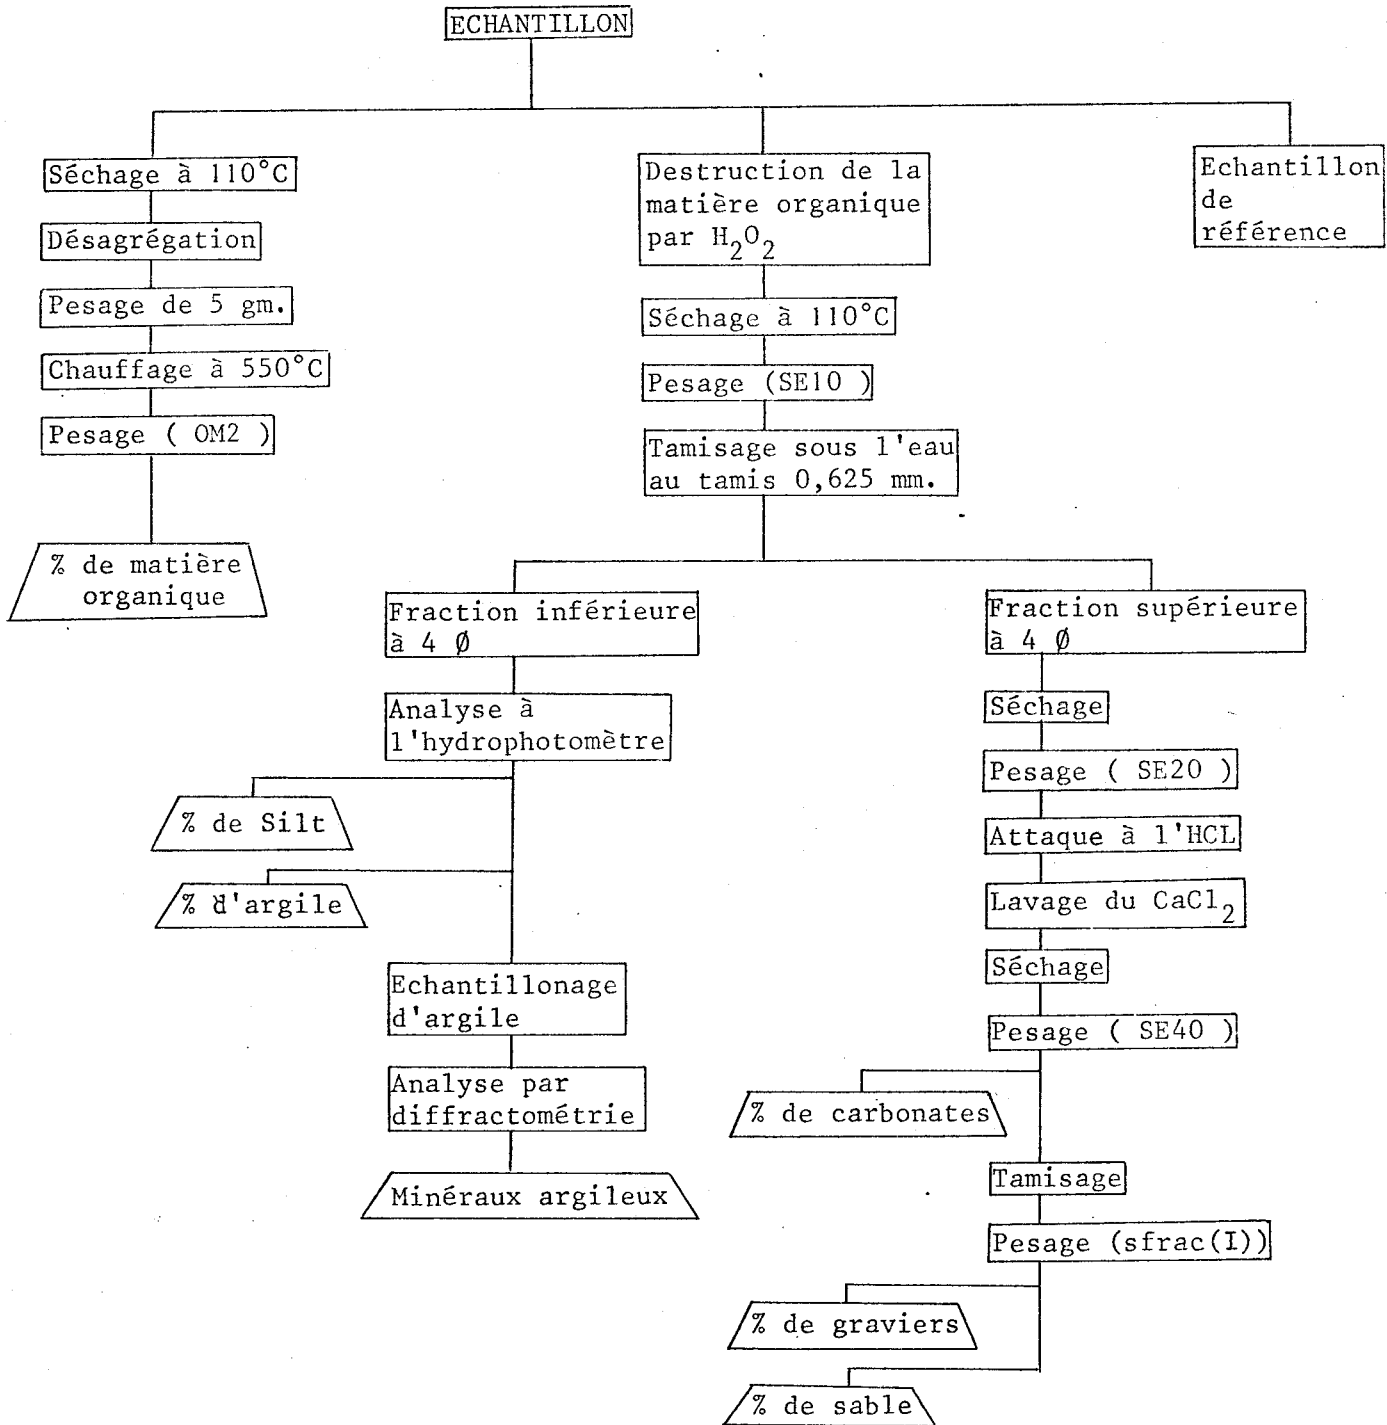 ECHANTILLON
Séchage à 110°C
Désagrégation
Pesage de 5 gm.
Chauffage à 550°C
Pesage ( OM2 )
% de matière
organique
Destruction de la
matière organique
par H2O2
Séchage à 110°C
Pesage (SE10 )
Tamisage sous l'eau
au tamis 0,625 mm.
Echantillon
de
référence
Fraction inférieure
à 4 Ø
Analyse à
l'hydrophotomètre
% de Silt
% d'argile
Echantillonage
d'argile
Analyse par
diffractométrie
Minéraux argileux
Fraction supérieure
à 4 Ø
Séchage
Pesage ( SE20 )
Attaque à l'HCL
Lavage du CaCl2
Séchage
Pesage ( SE40 )
% de carbonates
Tamisage
Pesage (sfrac(I))
% de graviers
% de sable